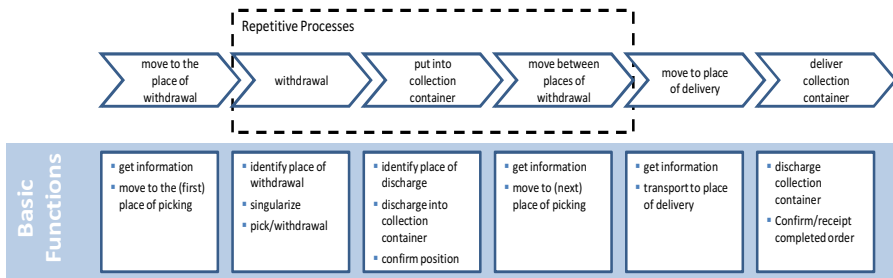 Repetitive Processes
move to the
place of
withdrawal
withdrawal
put into
collection
container
move between
places of
withdrawal
move to place
of delivery
deliver
collection
container
Basic
Functions
▪ get information
▪ move to the (first)
place of picking
▪ identify place of
withdrawal
▪ singularize
▪ pick/withdrawal
▪ identify place of
discharge
▪ discharge into
collection
container
▪ confirm position
▪ get information
▪ move to (next)
place of picking
▪ get information
▪ transport to place
of delivery
▪ discharge
collection
container
▪ Confirm/receipt
completed order